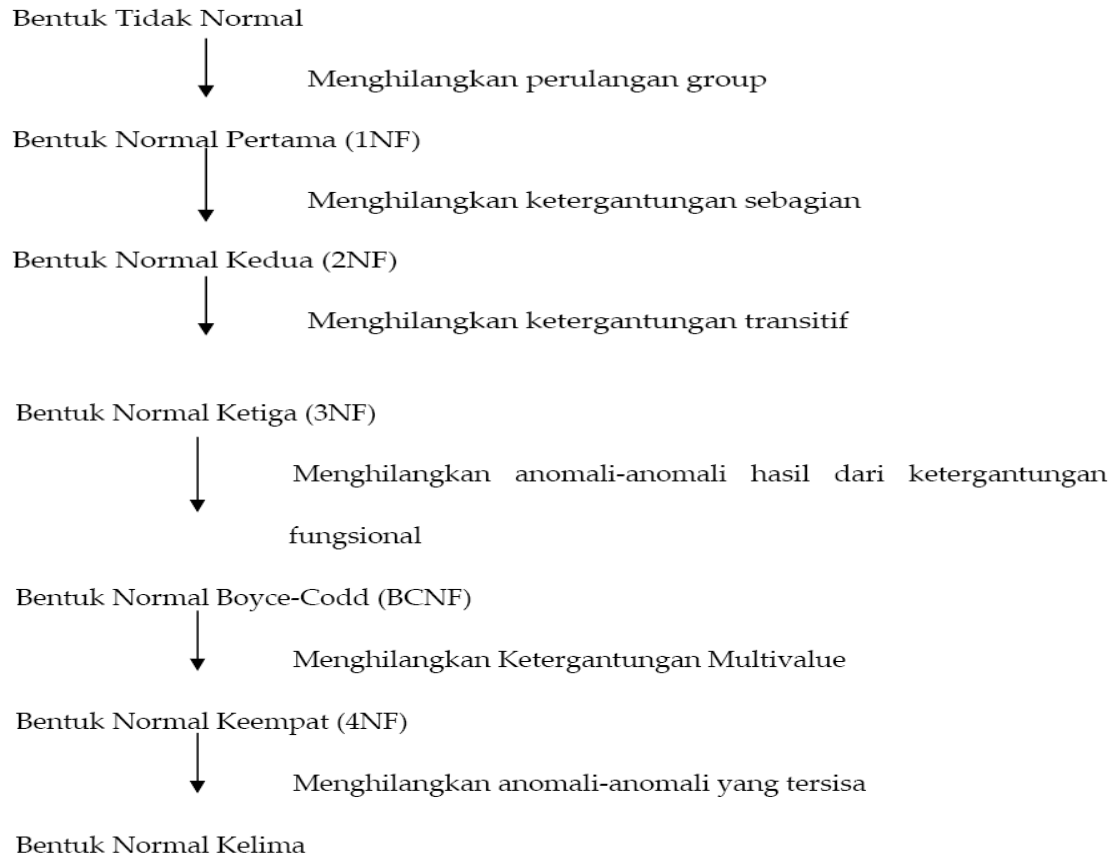 Bentuk Tidak Normal
Menghilangkan perulangan group
Bentuk Normal Pertama (1NF)
Menghilangkan ketergantungan sebagian
Bentuk Normal Kedua (2NF)
Menghilangkan ketergantungan transitif
Bentuk Normal Ketiga (3NF)
Menghilangkan anomali-anomali hasil dari ketergantungan
fungsional
Bentuk Normal Boyce-Codd (BCNF)
Menghilangkan Ketergantungan Multivalue
Bentuk Normal Keempat (4NF)
Menghilangkan anomali-anomali yang tersisa
Bentuk Normal Kelima